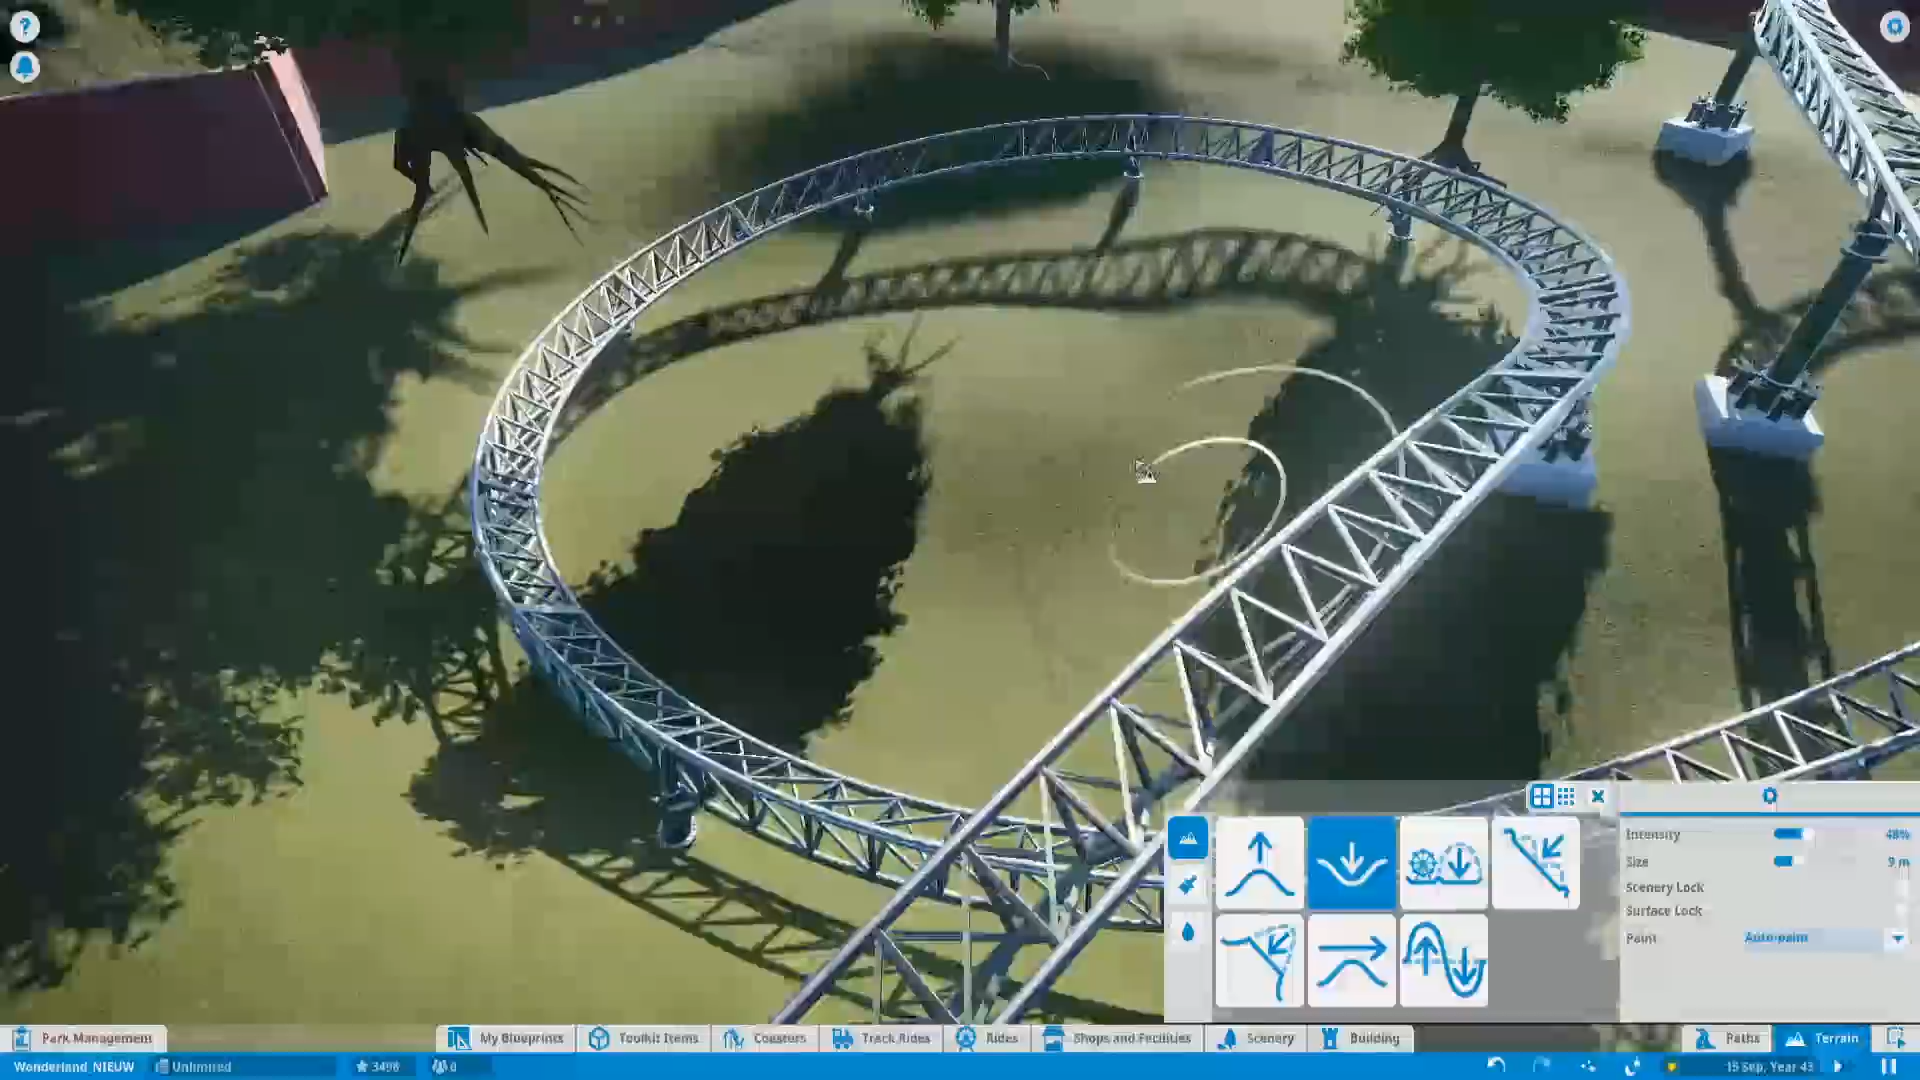 ?
Intensity 48%
Size 9 m
Scenery Lock
Surface Lock
Paint Auto-paint
Park Management
My Blueprints
Toolkit Items
Coasters
Track Rides
Rides
Shops and Facilities
Scenery
Building
Paths
Terrain
Wonderland_NIEUW
Unlimited
3498
0
15 Sep, Year 43